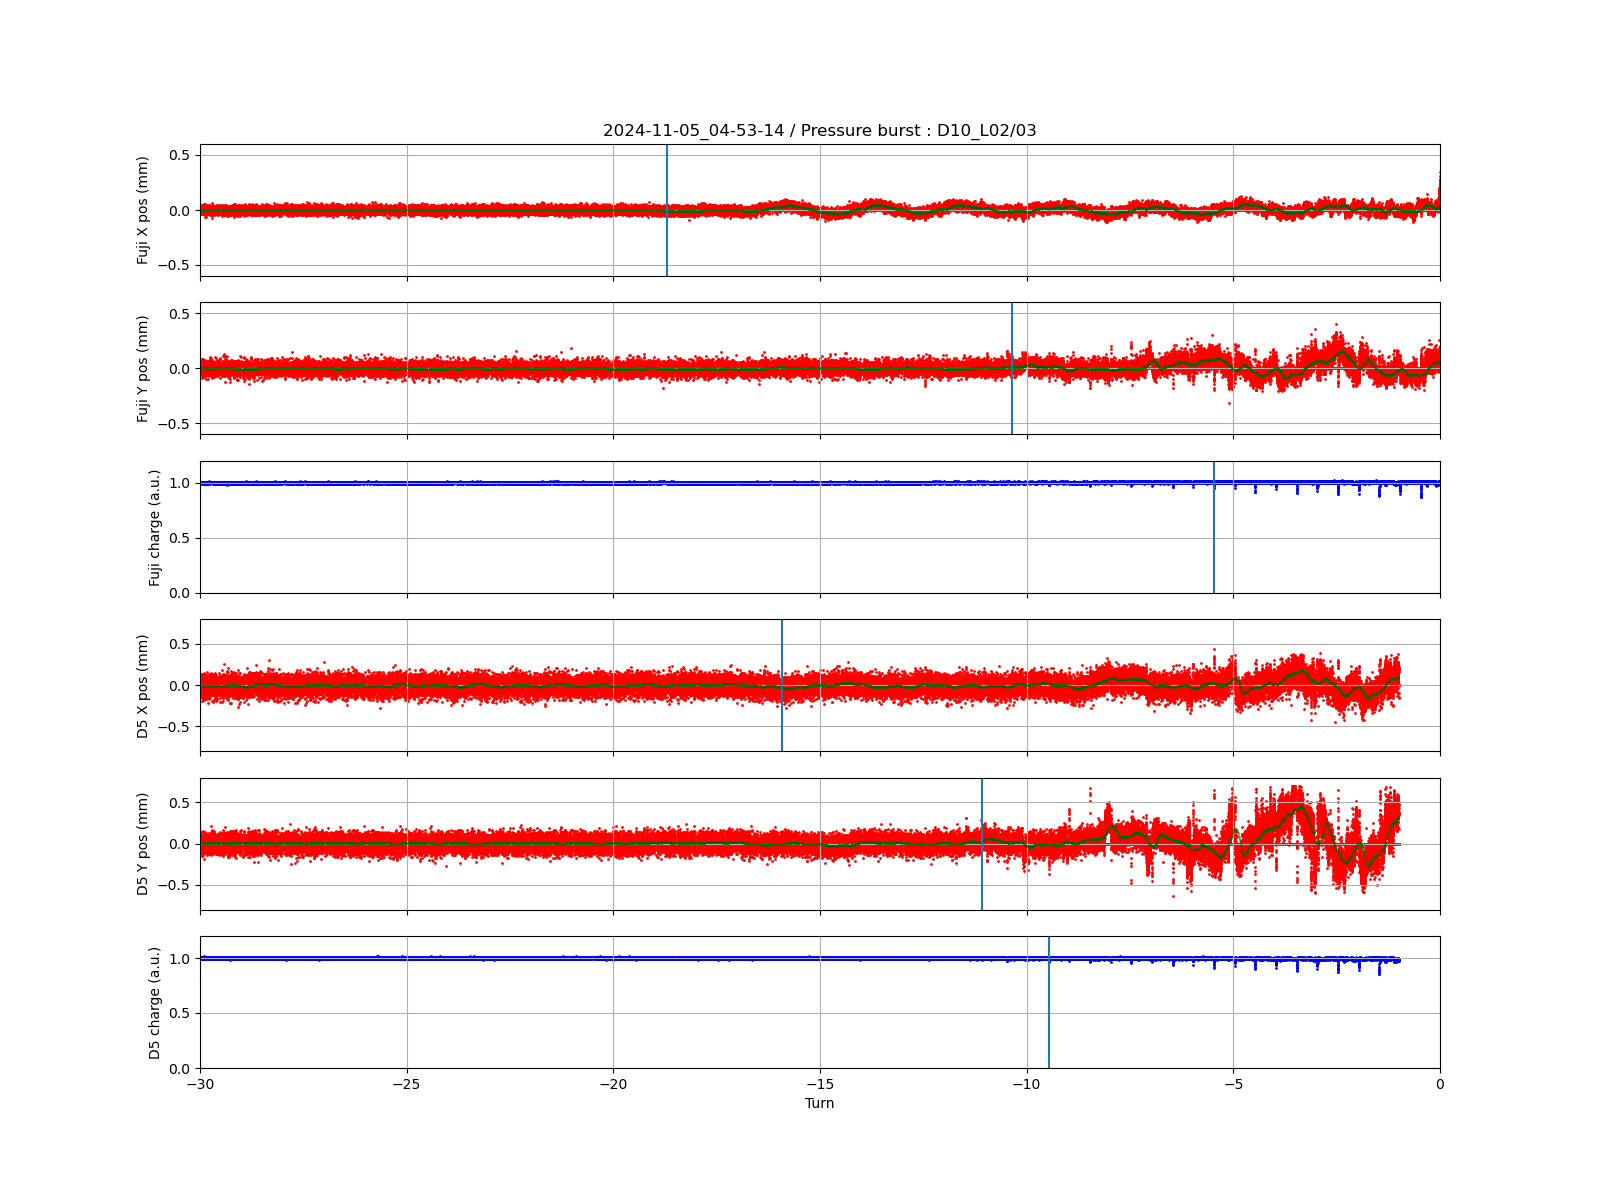 2024-11-05_04-53-14 / Pressure burst : D10_L02/03
Fuji X pos (mm)
0.5
0.0
−0.5
Fuji Y pos (mm)
0.5
0.0
−0.5
Fuji charge (a.u.)
1.0
0.5
0.0
D5 X pos (mm)
0.5
0.0
−0.5
D5 Y pos (mm)
0.5
0.0
−0.5
D5 charge (a.u.)
1.0
0.5
0.0
−30 −25 −20 −15 −10 −5 0
Turn